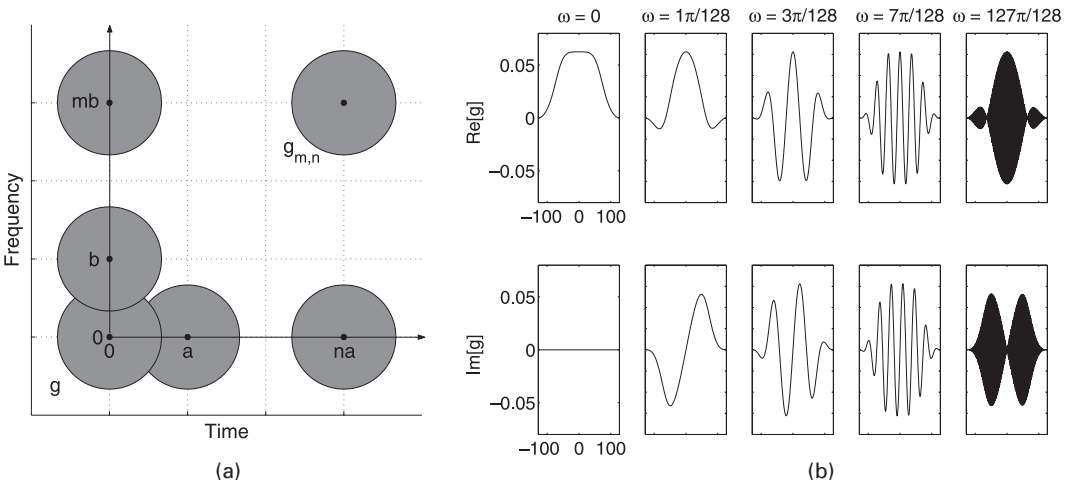 mb
g_{m,n}
b
0
0
a
na
g
Frequency
Time
(a)
ω = 0
ω = 1π/128
ω = 3π/128
ω = 7π/128
ω = 127π/128
0.05
0
−0.05
Re[g]
−100 0 100
0.05
0
−0.05
Im[g]
−100 0 100
(b)